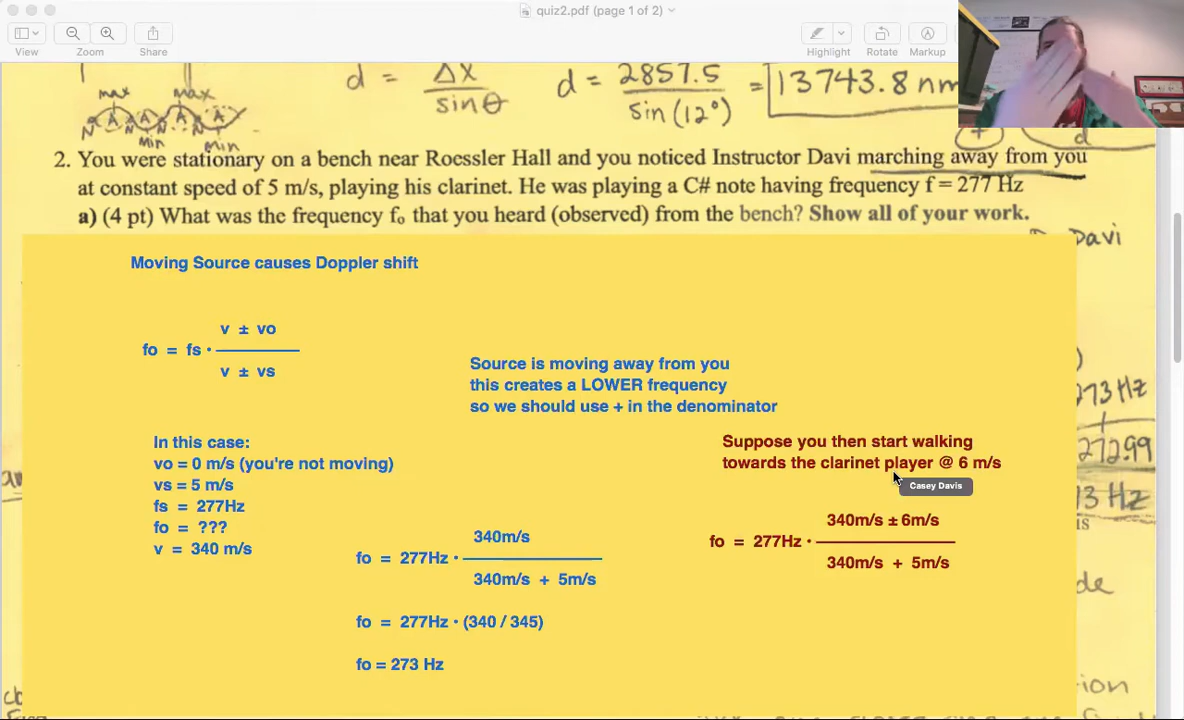 quiz2.pdf (page 1 of 2)
View
Zoom
Share
Highlight
Rotate
Markup
max max
d = Δx / sinθ
d = 2857.5 / sin(12°) = 13743.8 nm
N A N A N A N A
min min
+ d
2. You were stationary on a bench near Roessler Hall and you noticed Instructor Davi marching away from you
at constant speed of 5 m/s, playing his clarinet. He was playing a C# note having frequency f = 277 Hz
a) (4 pt) What was the frequency fₒ that you heard (observed) from the bench? Show all of your work.
Davi
Moving Source causes Doppler shift
v ± vo
fo = fs ·
v ± vs
Source is moving away from you
this creates a LOWER frequency
so we should use + in the denominator
273 Hz
In this case:
vo = 0 m/s (you're not moving)
vs = 5 m/s
fs = 277Hz
fo = ???
v = 340 m/s
Suppose you then start walking
towards the clarinet player @ 6 m/s
Casey Davis
272.99
3 Hz
is
340m/s ± 6m/s
fo = 277Hz ·
340m/s + 5m/s
340m/s
fo = 277Hz ·
340m/s + 5m/s
fo = 277Hz · (340 / 345)
fo = 273 Hz
de
ion